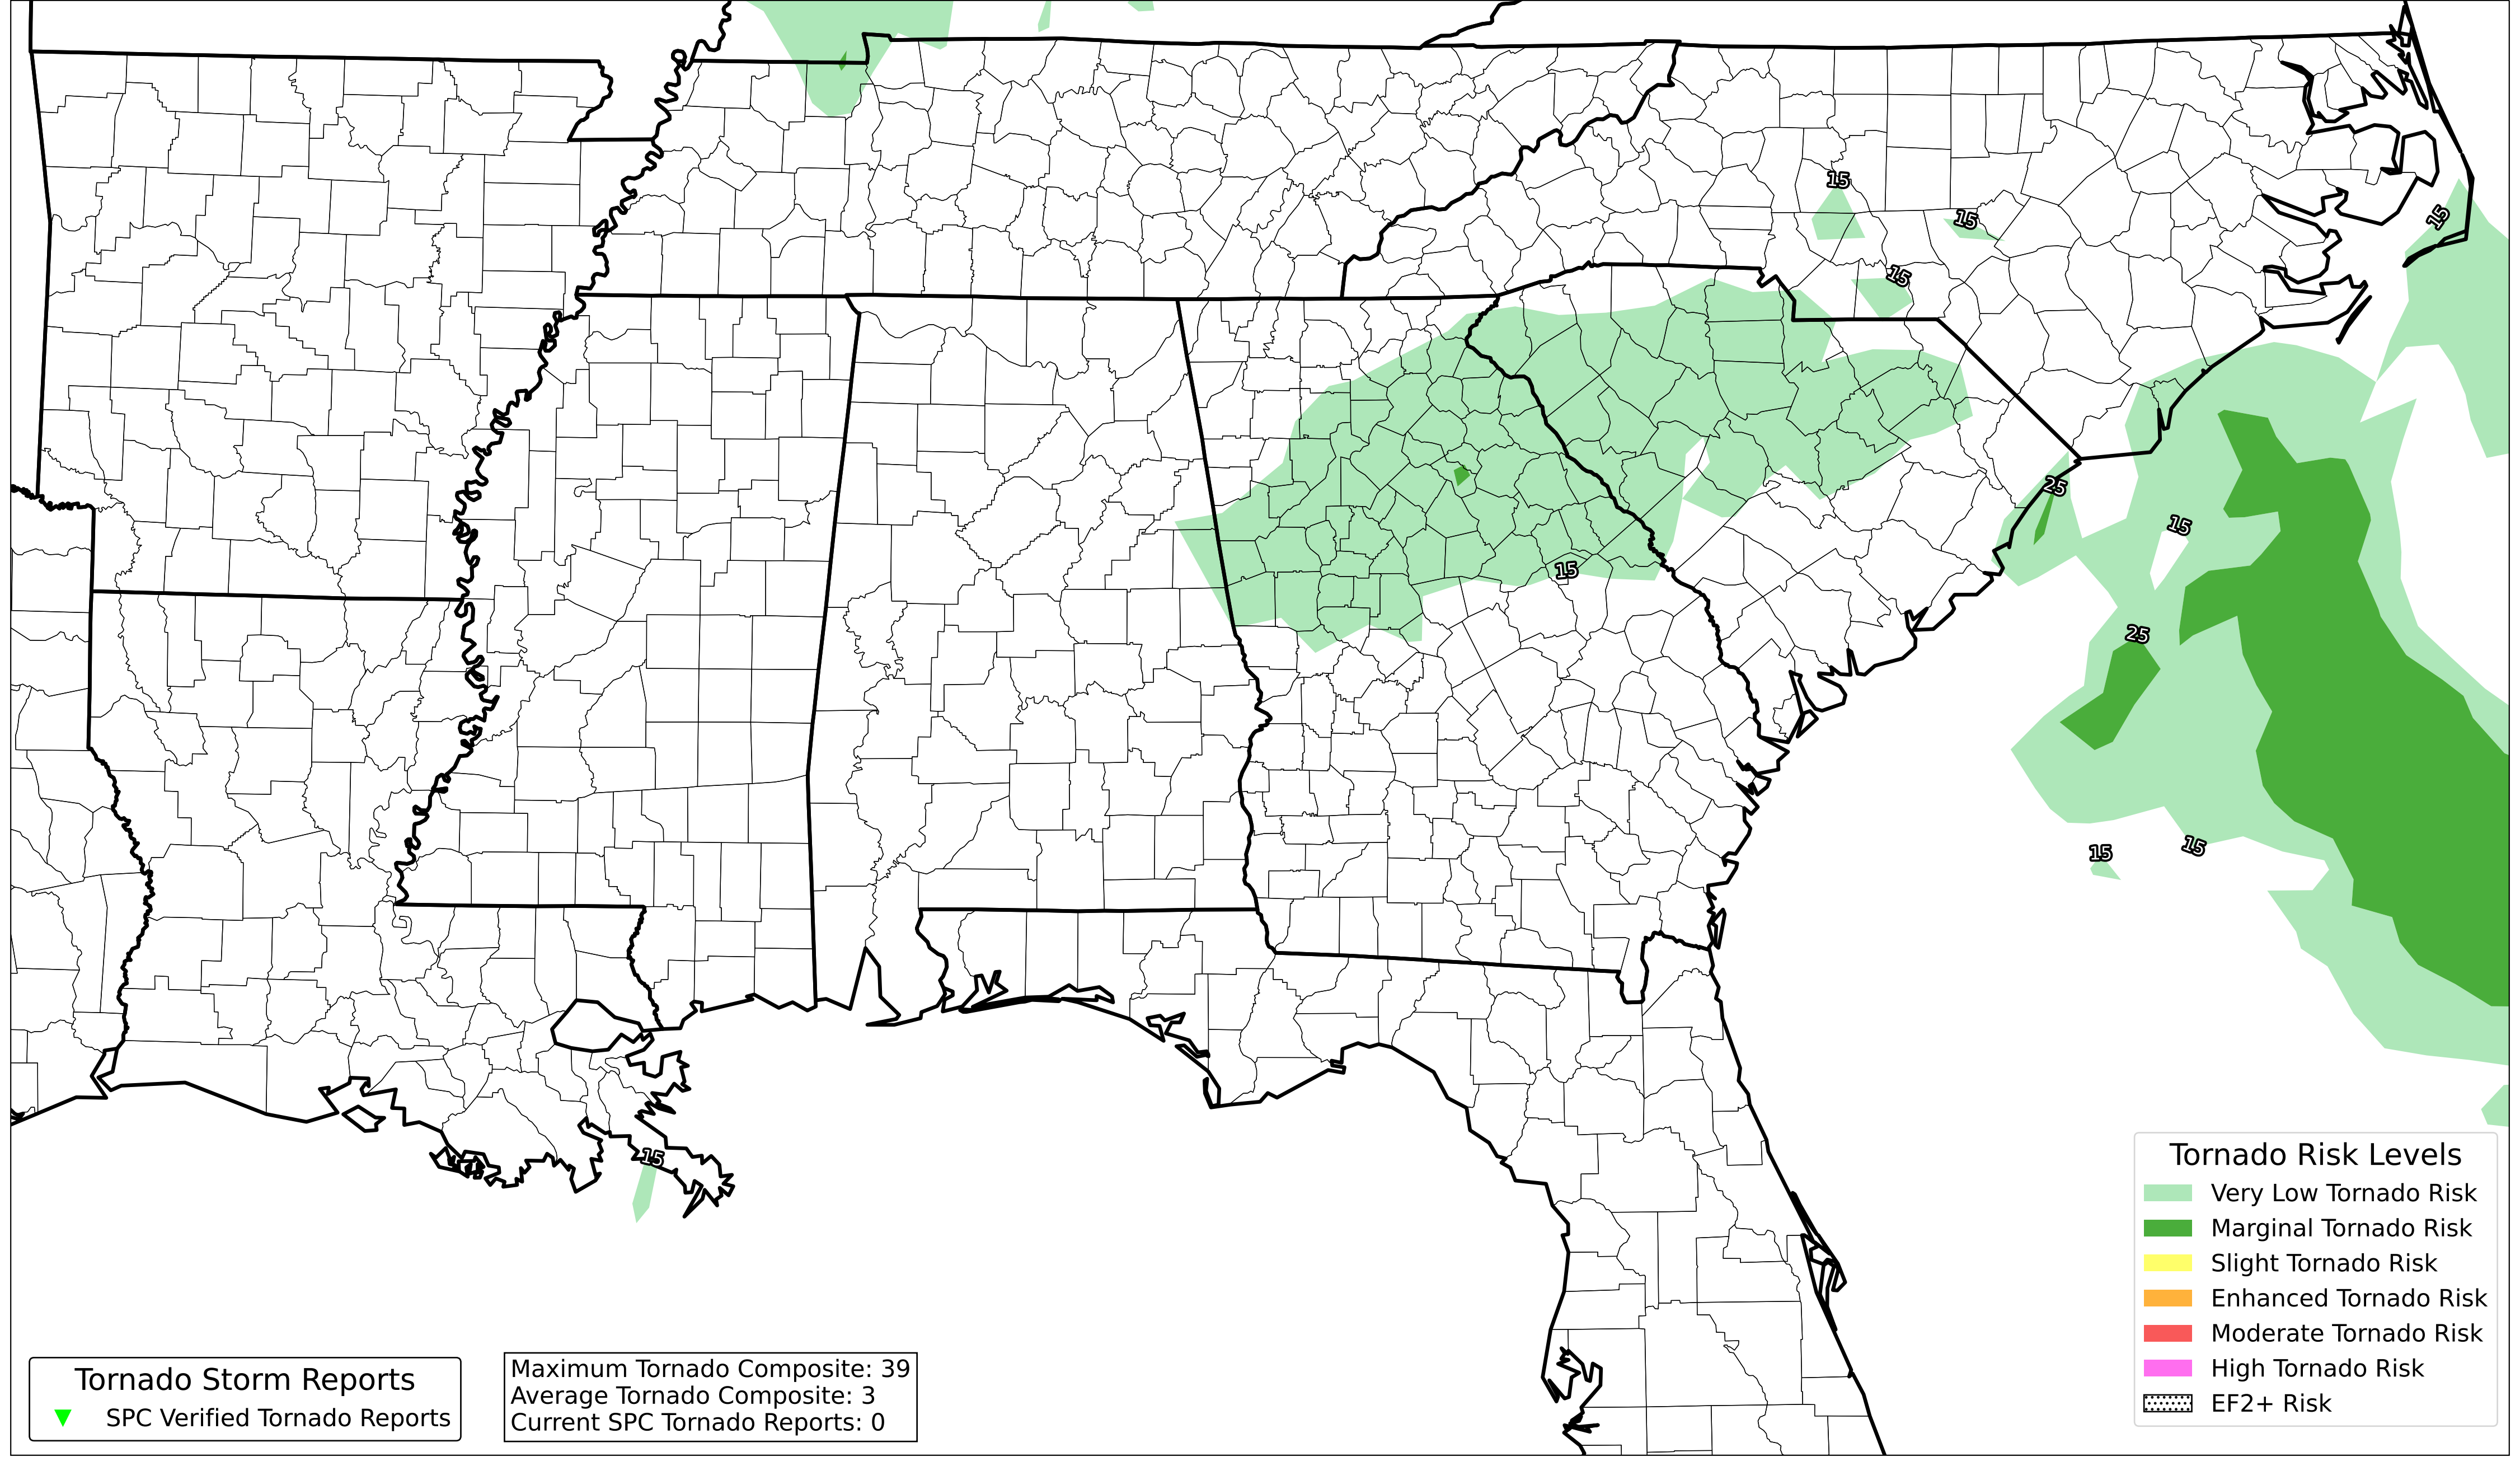 15
15
15
15
25
15
15
25
15
15
15
Tornado Risk Levels
Very Low Tornado Risk
Marginal Tornado Risk
Slight Tornado Risk
Enhanced Tornado Risk
Moderate Tornado Risk
High Tornado Risk
EF2+ Risk
Tornado Storm Reports
SPC Verified Tornado Reports
Maximum Tornado Composite: 39
Average Tornado Composite: 3
Current SPC Tornado Reports: 0